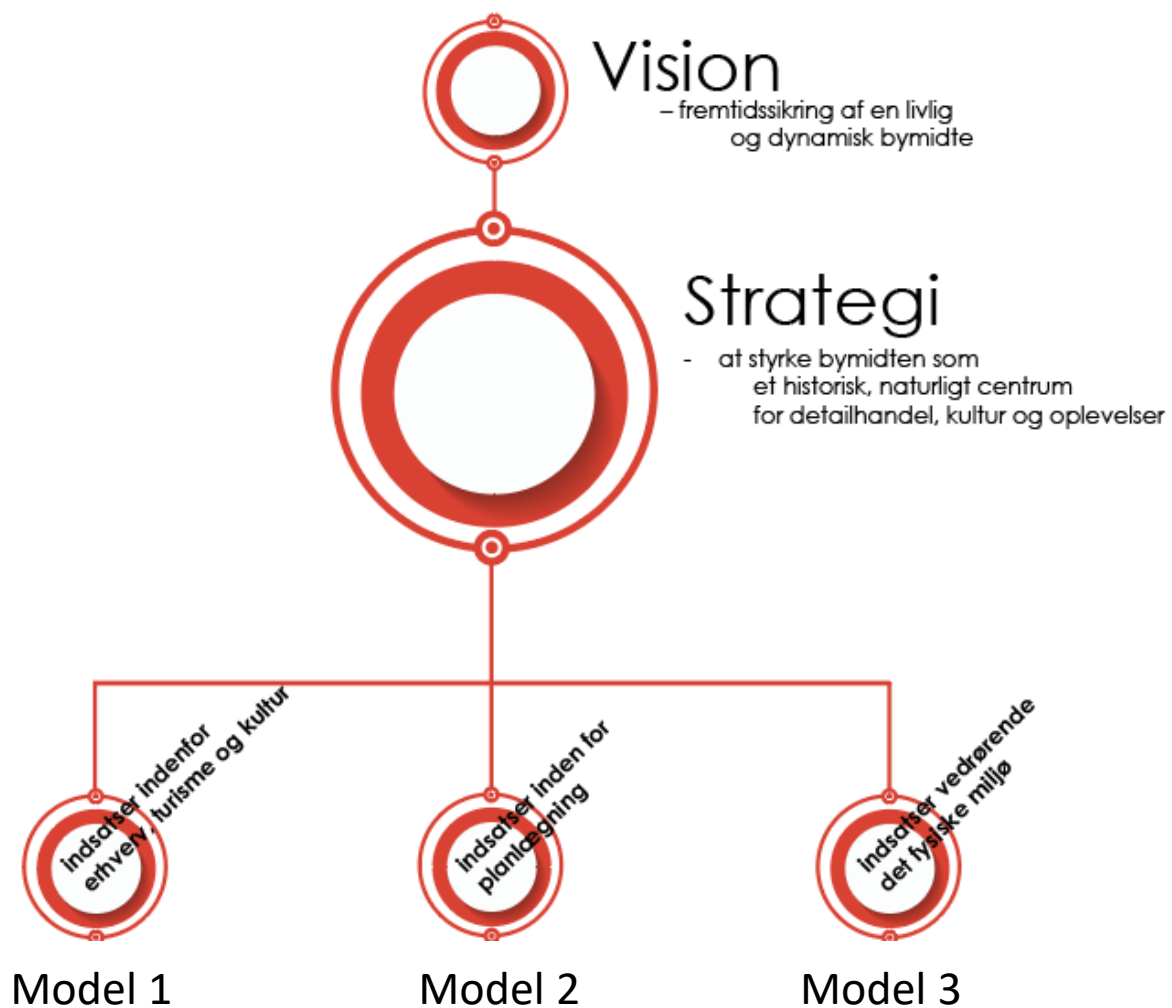 Vision
– fremtidssikring af en livlig
og dynamisk bymidte
Strategi
- at styrke bymidten som
et historisk, naturligt centrum
for detailhandel, kultur og oplevelser
indsatser indenfor
erhverv, turisme og kultur
indsatser inden for
planlægning
indsatser vedrørende
det fysiske miljø
Model 1
Model 2
Model 3